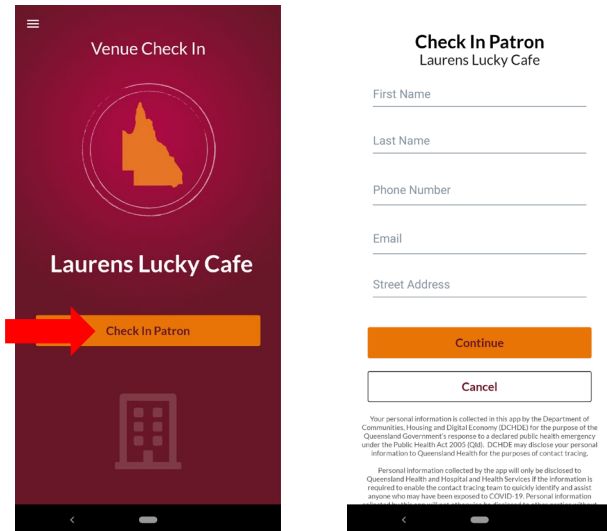 Venue Check In
Laurens Lucky Cafe
Check In Patron
Check In Patron
Laurens Lucky Cafe
First Name
Last Name
Phone Number
Email
Street Address
Continue
Cancel
Your personal information is collected in this app by the Department of
Communities, Housing and Digital Economy (DCHDE) for the purpose of the
Queensland Government's response to a declared public health emergency
under the Public Health Act 2005 (Qld). DCHDE may disclose your personal
information to Queensland Health for the purposes of contact tracing.
Personal information collected by the app will only be disclosed to
Queensland Health and Hospital and Health Services if the information is
required to enable the contact tracing team to quickly identify and assist
anyone who may have been exposed to COVID-19. Personal information